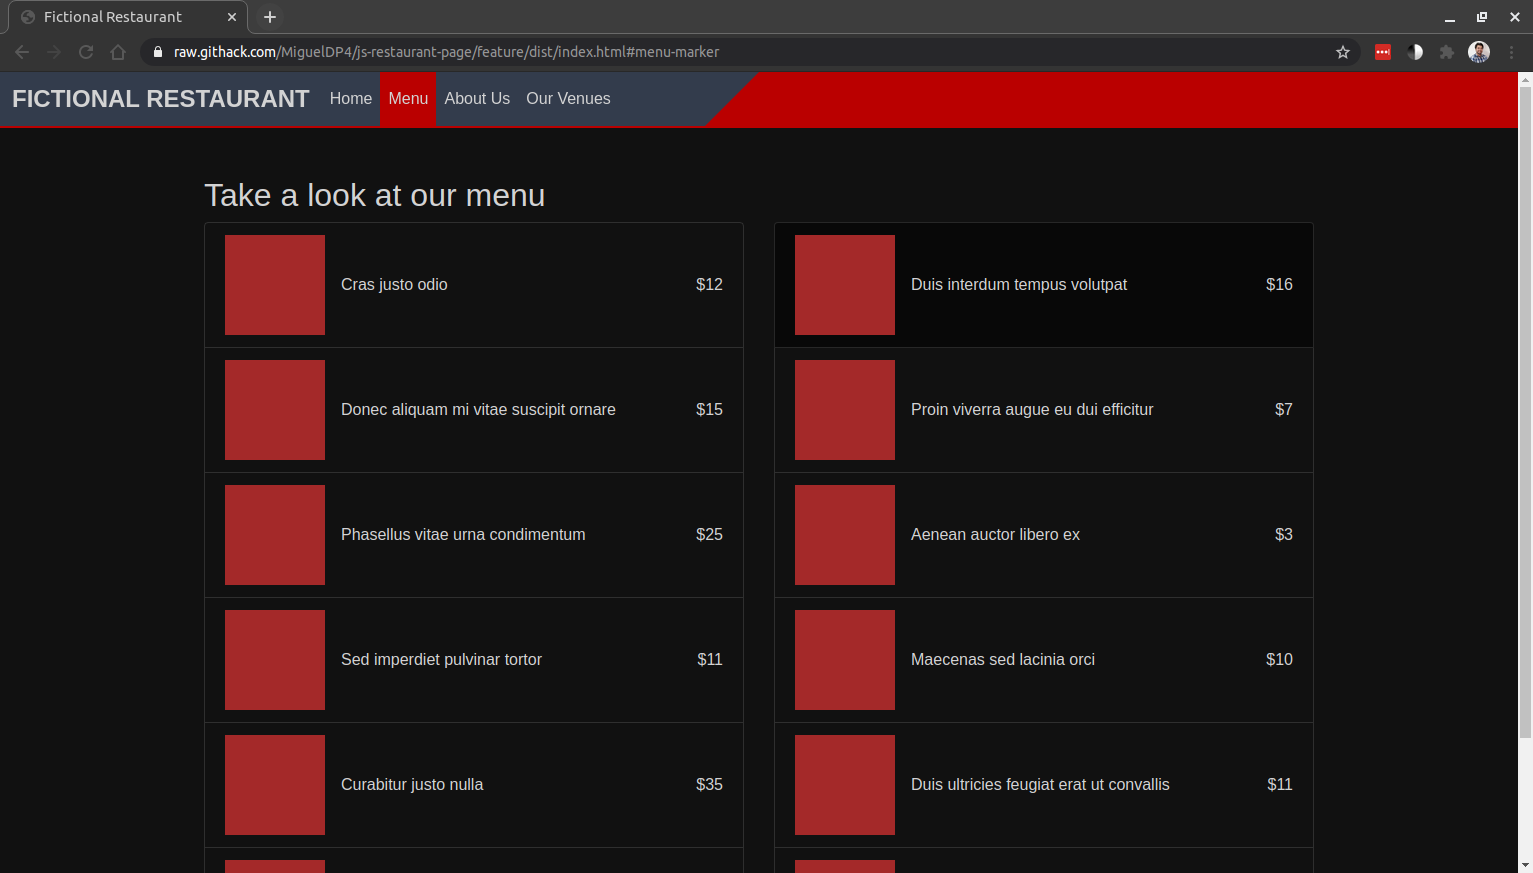 Fictional Restaurant
raw.githack.com/MiguelDP4/js-restaurant-page/feature/dist/index.html#menu-marker
FICTIONAL RESTAURANT Home Menu About Us Our Venues
Take a look at our menu
Cras justo odio $12
Donec aliquam mi vitae suscipit ornare $15
Phasellus vitae urna condimentum $25
Sed imperdiet pulvinar tortor $11
Curabitur justo nulla $35
Duis interdum tempus volutpat $16
Proin viverra augue eu dui efficitur $7
Aenean auctor libero ex $3
Maecenas sed lacinia orci $10
Duis ultricies feugiat erat ut convallis $11